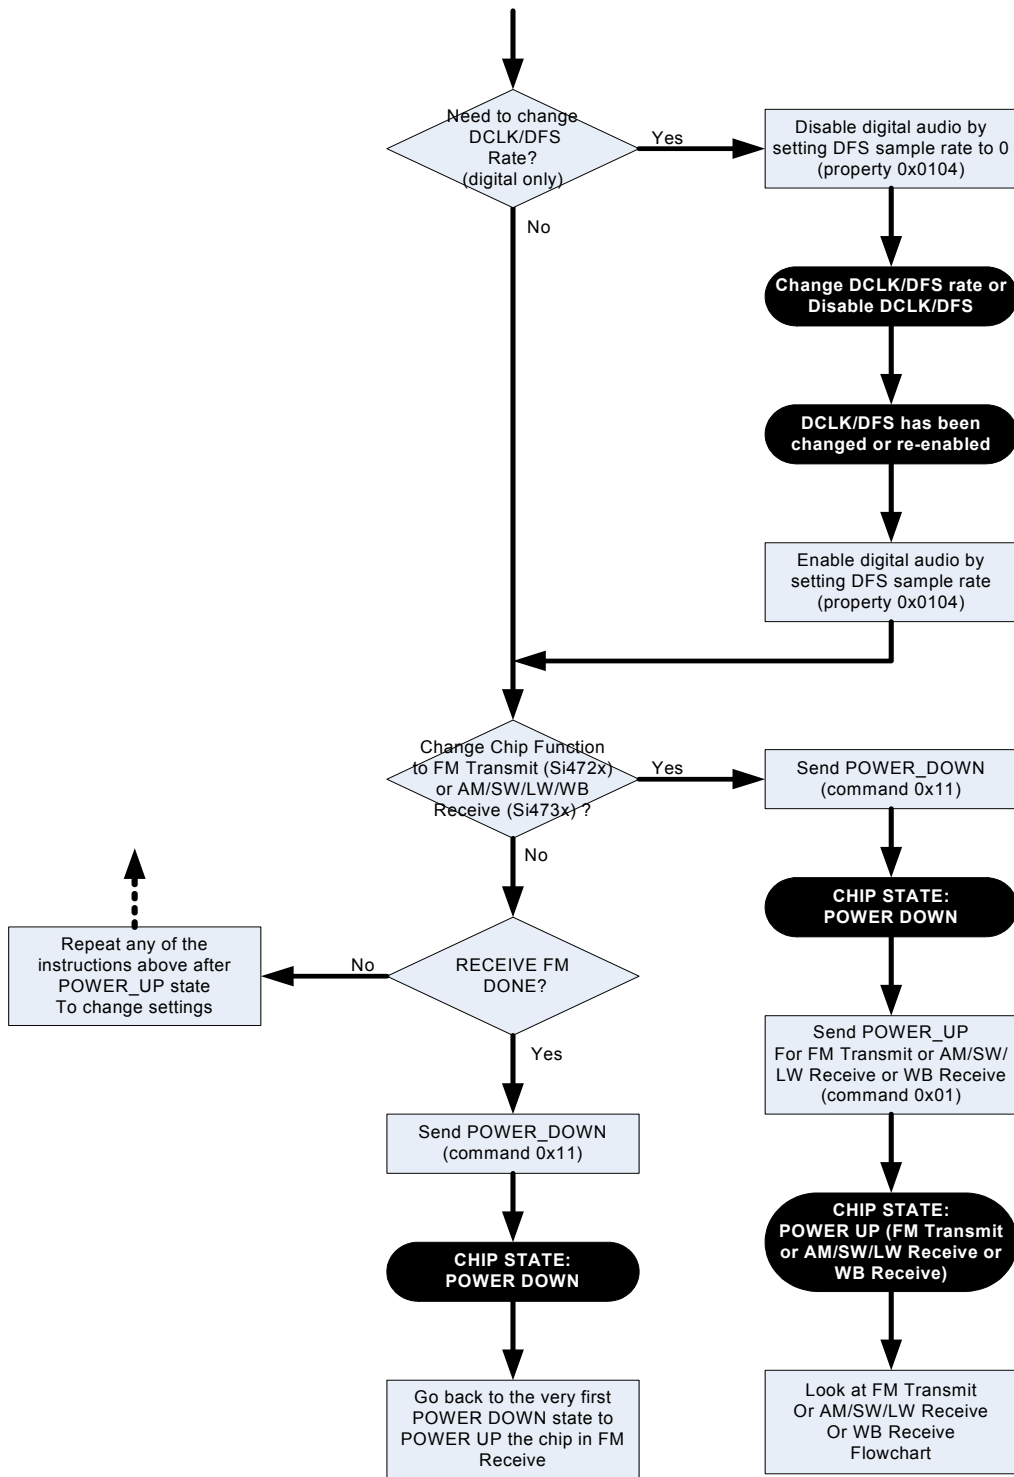 Need to change
DCLK/DFS
Rate?
(digital only)
Yes
Disable digital audio by
setting DFS sample rate to 0
(property 0x0104)
No
Change DCLK/DFS rate or
Disable DCLK/DFS
DCLK/DFS has been
changed or re-enabled
Enable digital audio by
setting DFS sample rate
(property 0x0104)
Change Chip Function
to FM Transmit (Si472x)
or AM/SW/LW/WB
Receive (Si473x) ?
Yes
Send POWER_DOWN
(command 0x11)
No
CHIP STATE:
POWER DOWN
Repeat any of the
instructions above after
POWER_UP state
To change settings
No
RECEIVE FM
DONE?
Send POWER_UP
For FM Transmit or AM/SW/
LW Receive or WB Receive
(command 0x01)
Yes
Send POWER_DOWN
(command 0x11)
CHIP STATE:
POWER UP (FM Transmit
or AM/SW/LW Receive or
WB Receive)
CHIP STATE:
POWER DOWN
Go back to the very first
POWER DOWN state to
POWER UP the chip in FM
Receive
Look at FM Transmit
Or AM/SW/LW Receive
Or WB Receive
Flowchart